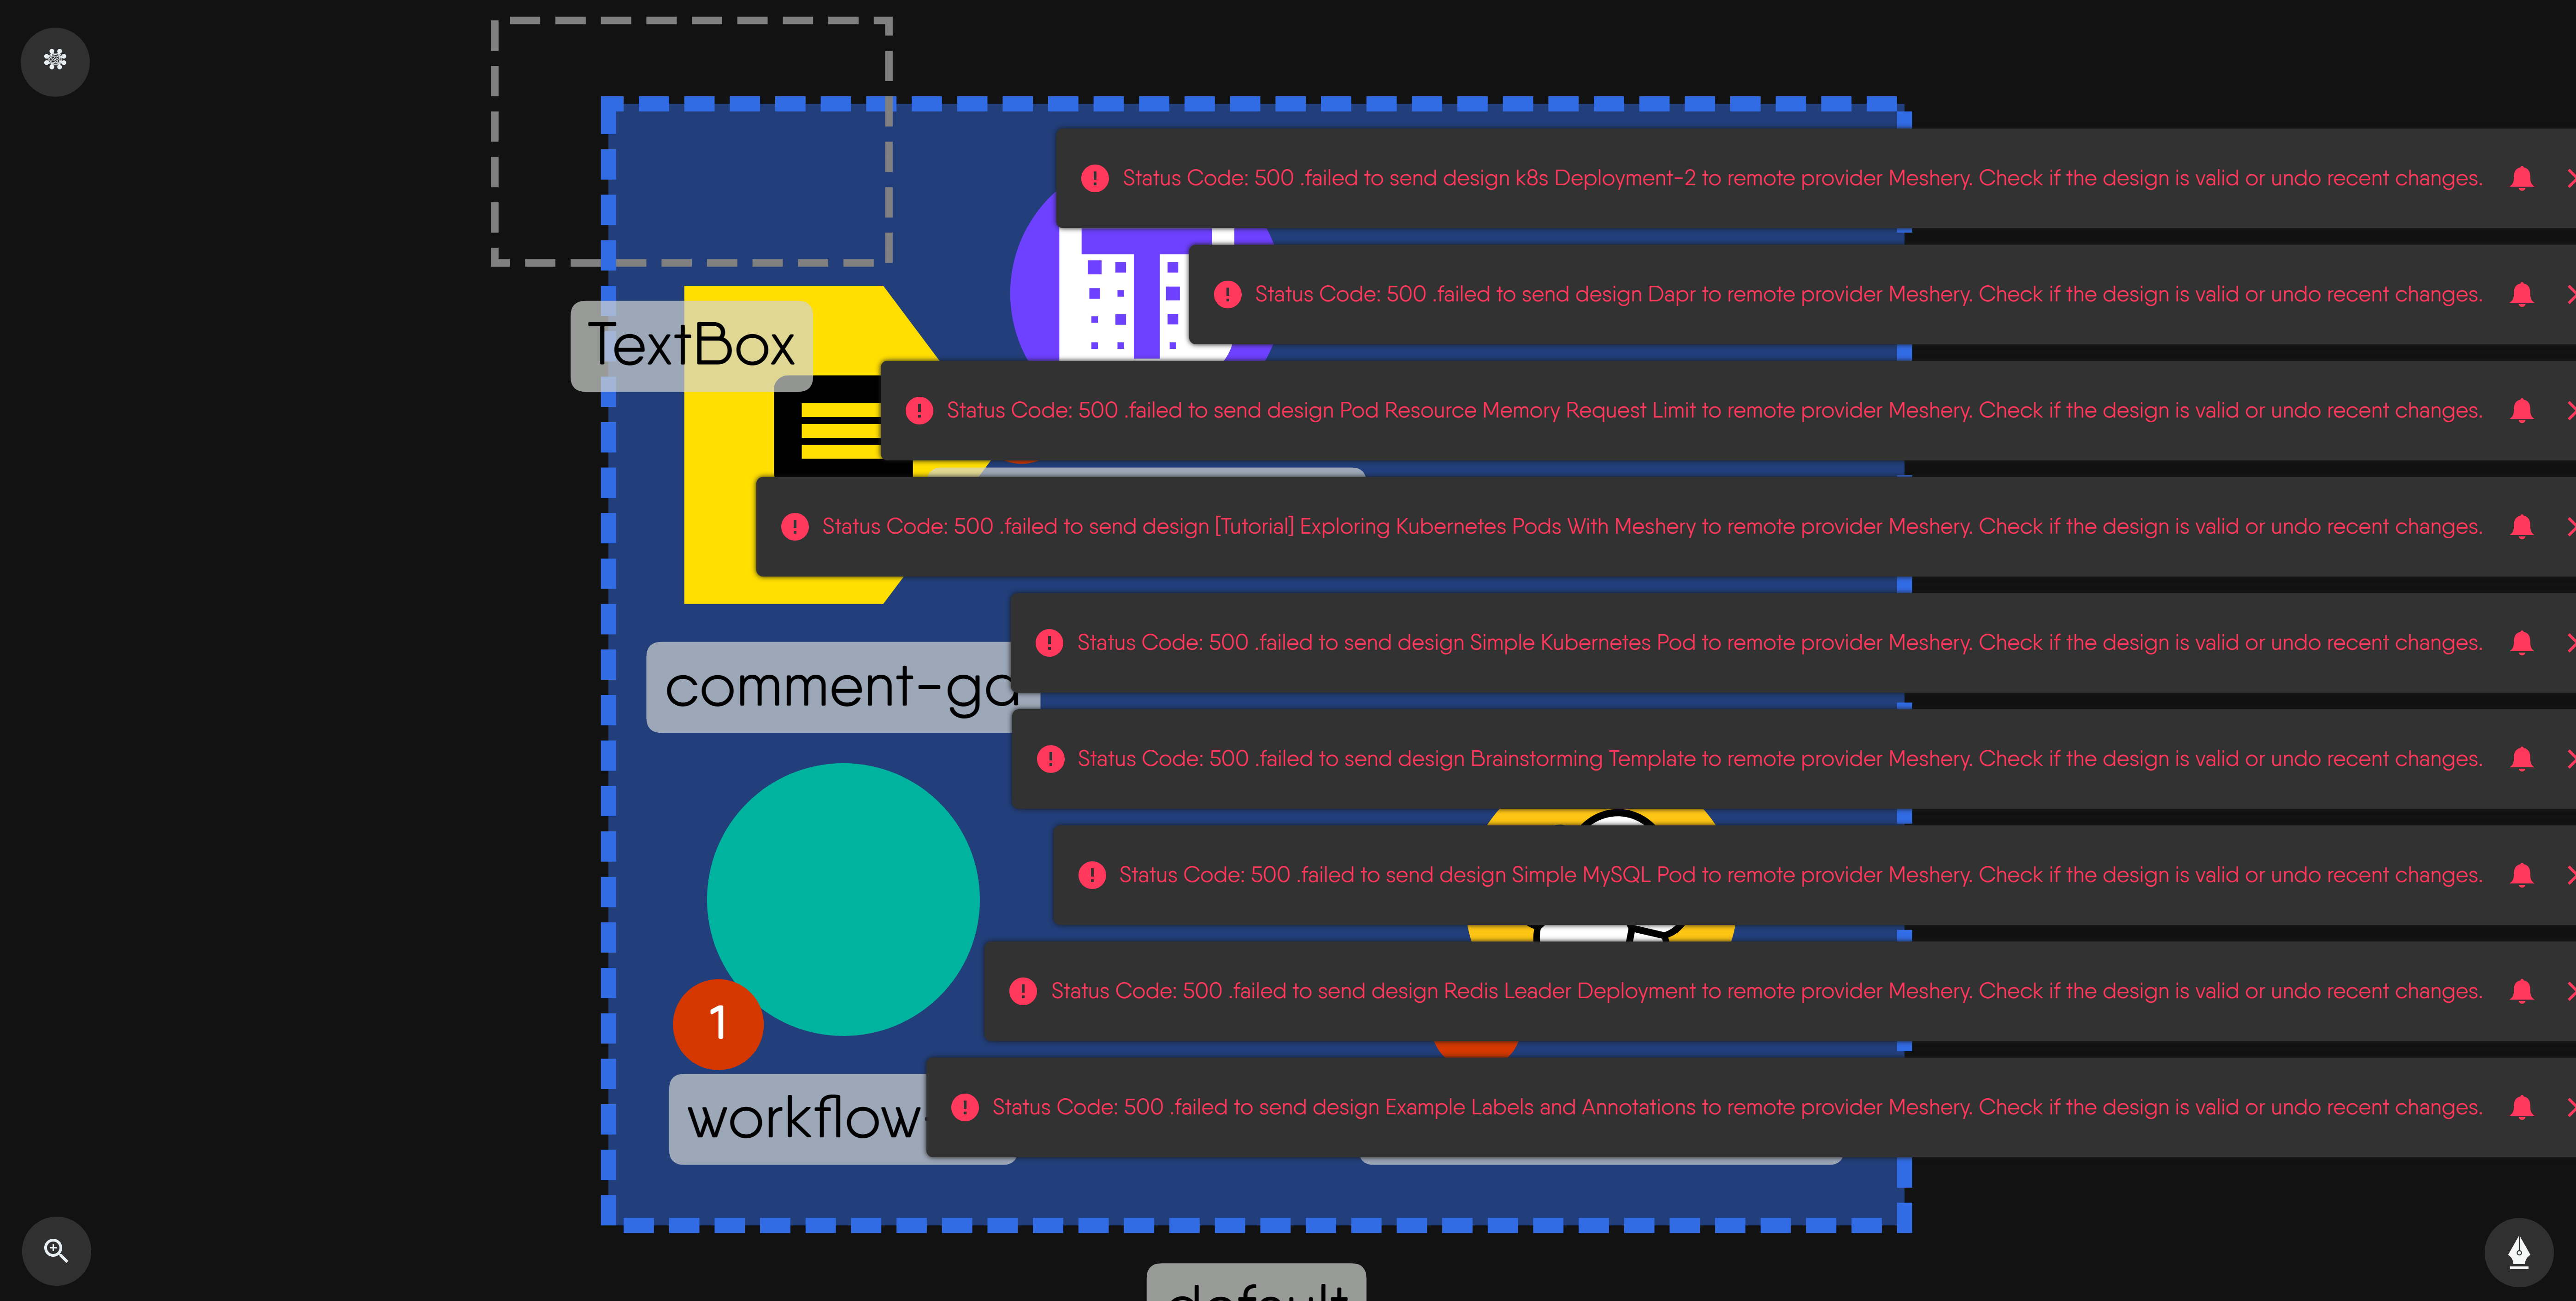 Status Code: 500 .failed to send design k8s Deployment-2 to remote provider Meshery. Check if the design is valid or undo recent changes.
Status Code: 500 .failed to send design Dapr to remote provider Meshery. Check if the design is valid or undo recent changes.
TextBox
Status Code: 500 .failed to send design Pod Resource Memory Request Limit to remote provider Meshery. Check if the design is valid or undo recent changes.
Status Code: 500 .failed to send design [Tutorial] Exploring Kubernetes Pods With Meshery to remote provider Meshery. Check if the design is valid or undo recent changes.
Status Code: 500 .failed to send design Simple Kubernetes Pod to remote provider Meshery. Check if the design is valid or undo recent changes.
comment-ga
Status Code: 500 .failed to send design Brainstorming Template to remote provider Meshery. Check if the design is valid or undo recent changes.
Status Code: 500 .failed to send design Simple MySQL Pod to remote provider Meshery. Check if the design is valid or undo recent changes.
Status Code: 500 .failed to send design Redis Leader Deployment to remote provider Meshery. Check if the design is valid or undo recent changes.
1
Status Code: 500 .failed to send design Example Labels and Annotations to remote provider Meshery. Check if the design is valid or undo recent changes.
workflow-
default